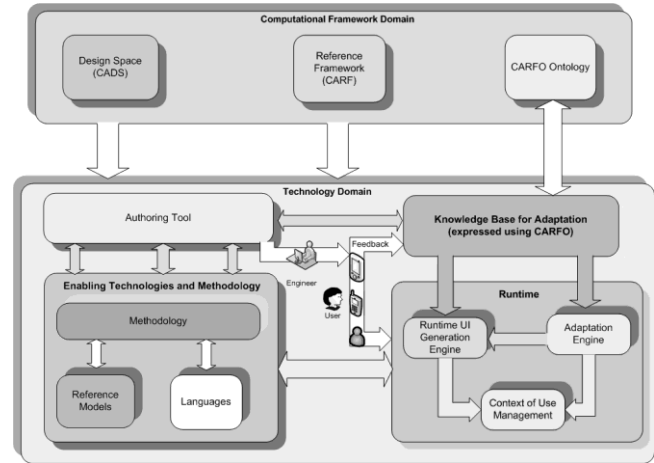 Computational Framework Domain
Design Space
(CADS)
Reference
Framework
(CARF)
CARFO Ontology
Technology Domain
Authoring Tool
Knowledge Base for Adaptation
(expressed using CARFO)
Feedback
Engineer
User
Enabling Technologies and Methodology
Methodology
Reference
Models
Languages
Runtime
Runtime UI
Generation
Engine
Adaptation
Engine
Context of Use
Management